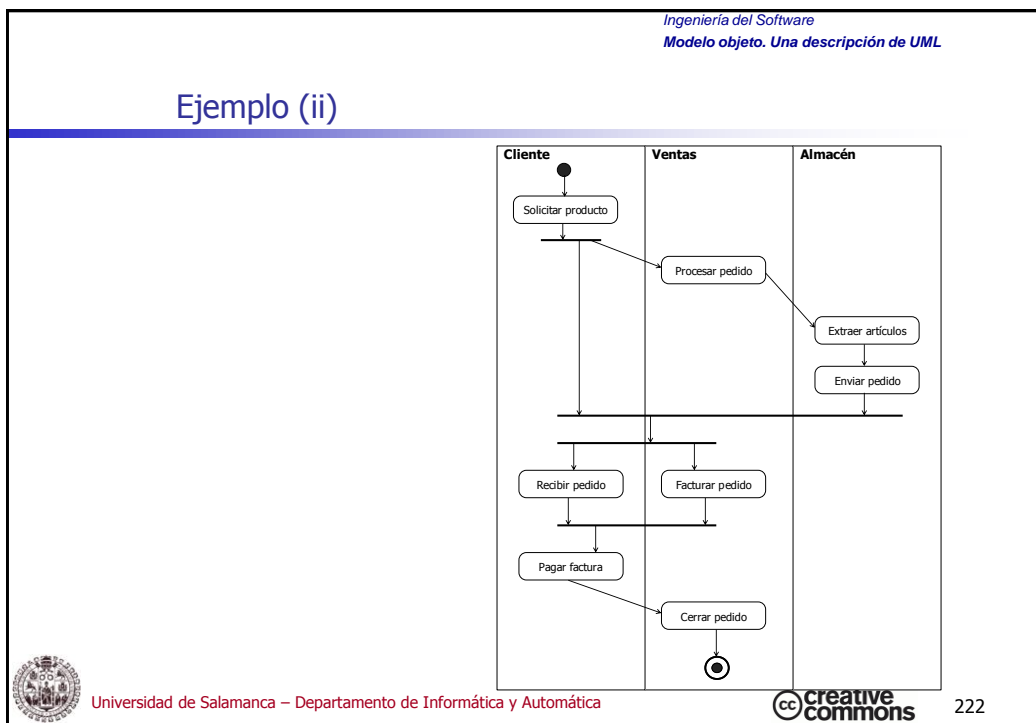 Ingeniería del Software
Modelo objeto. Una descripción de UML
Ejemplo (ii)
Cliente
Ventas
Almacén
Solicitar producto
Procesar pedido
Extraer artículos
Enviar pedido
Recibir pedido
Facturar pedido
Pagar factura
Cerrar pedido
Universidad de Salamanca – Departamento de Informática y Automática
cc creative commons
222